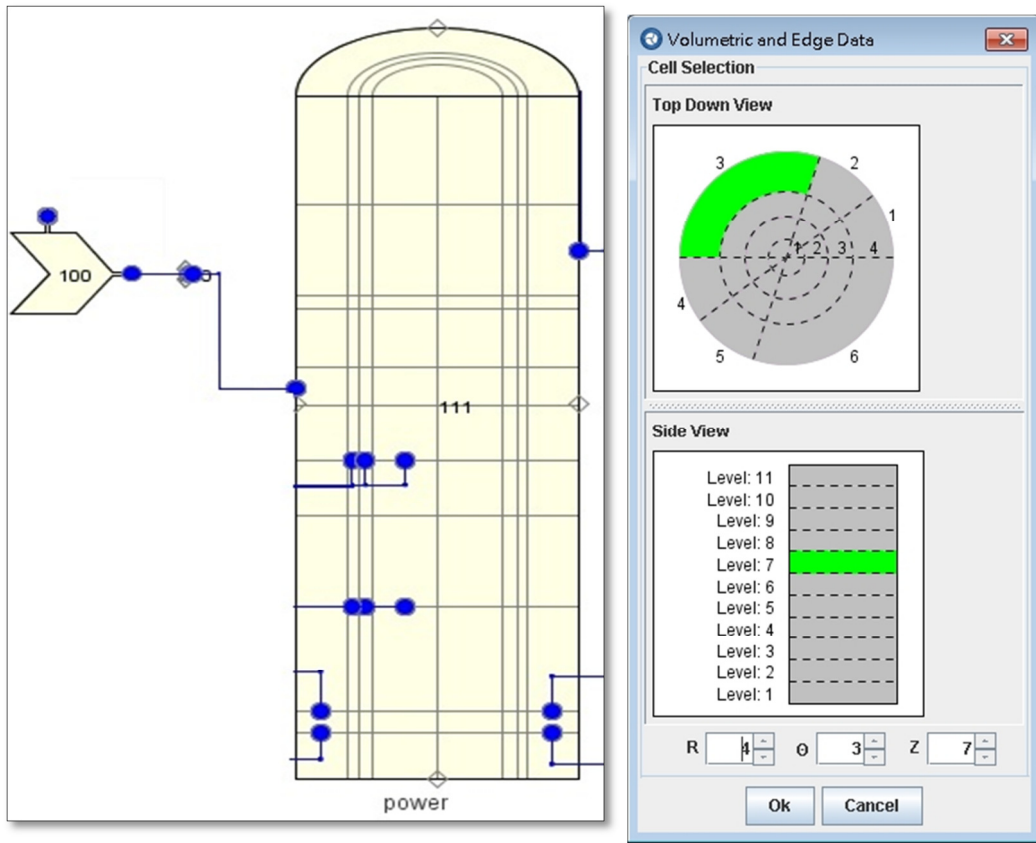 100
111
power
Volumetric and Edge Data
Cell Selection
Top Down View
3
2
1
1 2 3 4
4
5
6
Side View
Level: 11
Level: 10
Level: 9
Level: 8
Level: 7
Level: 6
Level: 5
Level: 4
Level: 3
Level: 2
Level: 1
R 4 Θ 3 Z 7
Ok Cancel